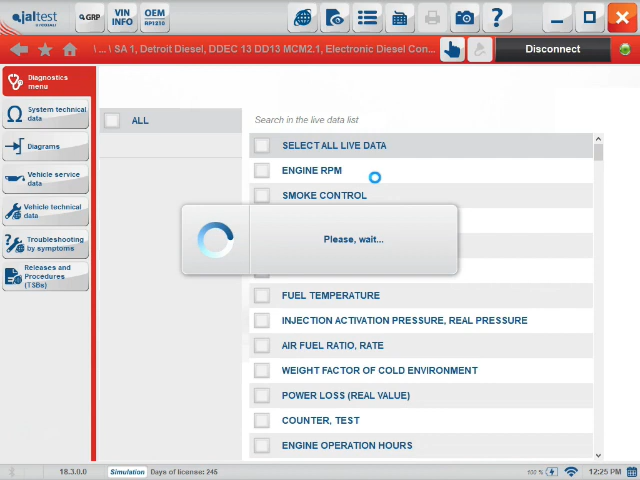 jaltest
GRP
VIN
INFO
OEM
RP1210
\ ... \ SA 1, Detroit Diesel, DDEC 13 DD13 MCM2.1, Electronic Diesel Con...
Disconnect
Diagnostics
menu
System technical
data
Diagrams
Vehicle service
data
Vehicle technical
data
Troubleshooting
by symptoms
Releases and
Procedures
(TSBs)
ALL
Search in the live data list
SELECT ALL LIVE DATA
ENGINE RPM
SMOKE CONTROL
Please, wait...
FUEL TEMPERATURE
INJECTION ACTIVATION PRESSURE, REAL PRESSURE
AIR FUEL RATIO, RATE
WEIGHT FACTOR OF COLD ENVIRONMENT
POWER LOSS (REAL VALUE)
COUNTER, TEST
ENGINE OPERATION HOURS
18.3.0.0
Simulation
Days of license: 245
100 %
12:25 PM